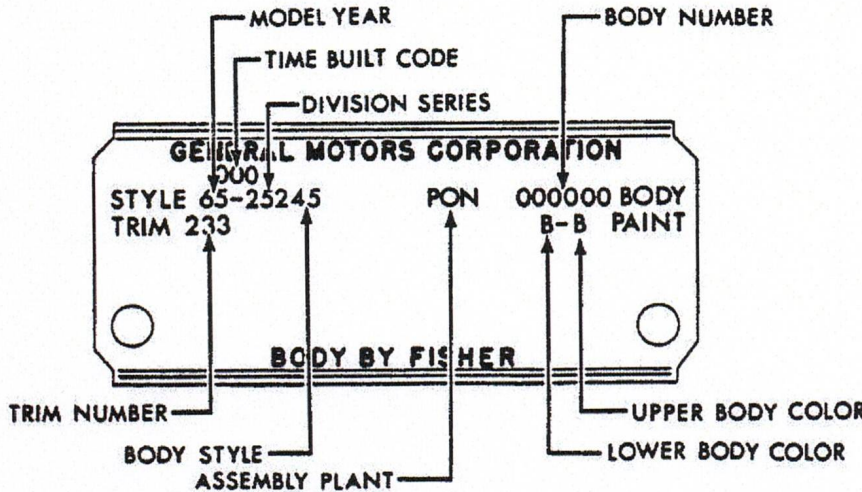 MODEL YEAR
BODY NUMBER
TIME BUILT CODE
DIVISION SERIES
GENERAL MOTORS CORPORATION
000
STYLE 65-25245 PON 000000 BODY
TRIM 233 B-B PAINT
BODY BY FISHER
TRIM NUMBER
UPPER BODY COLOR
BODY STYLE
LOWER BODY COLOR
ASSEMBLY PLANT